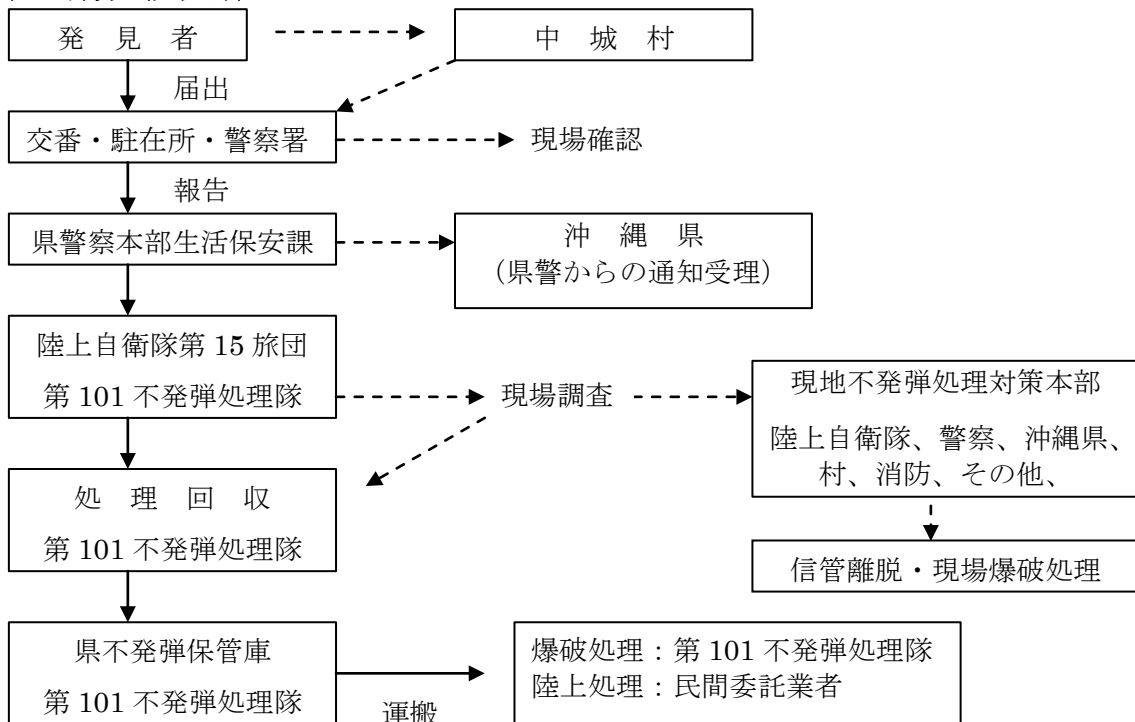 発　見　者
中　城　村
届出
交番・駐在所・警察署
現場確認
報告
県警察本部生活保安課
沖　縄　県
（県警からの通知受理）
陸上自衛隊第 15 旅団
第 101 不発弾処理隊
現場調査
現地不発弾処理対策本部
陸上自衛隊、警察、沖縄県、
村、消防、その他、
処　理　回　収
第 101 不発弾処理隊
信管離脱・現場爆破処理
県不発弾保管庫
第 101 不発弾処理隊
運搬
爆破処理：第 101 不発弾処理隊
陸上処理：民間委託業者